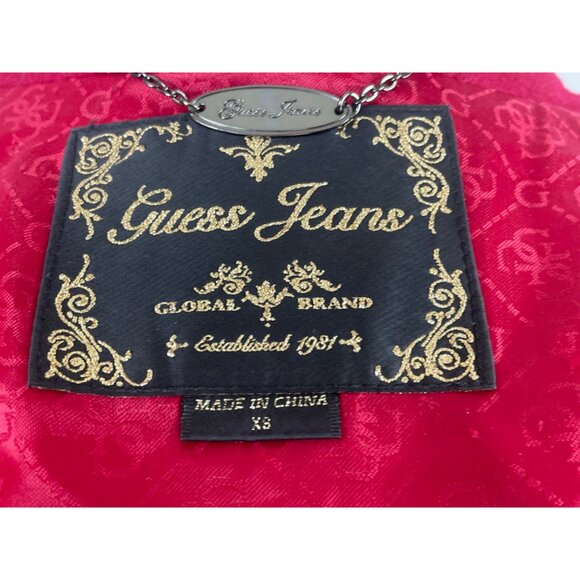 Guess Jeans
Guess Jeans
GLOBAL BRAND
Established 1981
MADE IN CHINA
XS